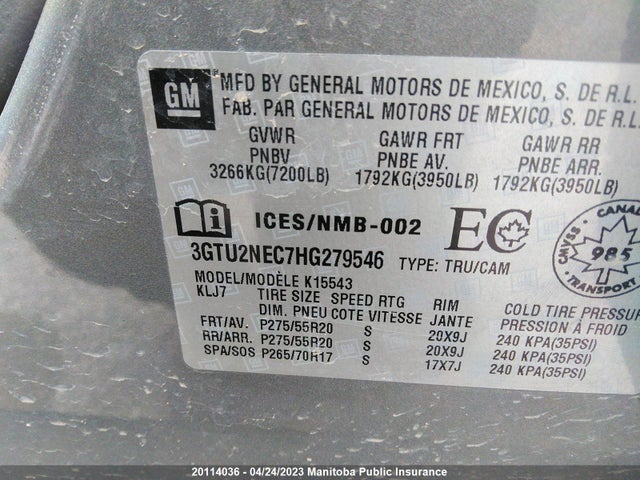 GM
MFD BY GENERAL MOTORS DE MEXICO, S. DE R.L.
FAB. PAR GENERAL MOTORS DE MEXICO, S. DE R.L.
GVWR GAWR FRT GAWR RR
PNBV PNBE AV. PNBE ARR.
3266KG(7200LB) 1792KG(3950LB) 1792KG(3950LB)
i ICES/NMB-002 EC
CANAD
CMVSS 985
TRANSPORT
3GTU2NEC7HG279546 TYPE: TRU/CAM
MODEL/MODÈLE K15543
KLJ7 TIRE SIZE SPEED RTG RIM COLD TIRE PRESSUR
DIM. PNEU COTE VITESSE JANTE PRESSION À FROID
FRT/AV. P275/55R20 S 20X9J 240 KPA(35PSI)
RR/ARR. P275/55R20 S 20X9J 240 KPA(35PSI)
SPA/SOS P265/70R17 S 17X7J 240 KPA(35PSI)
20114036 - 04/24/2023 Manitoba Public Insurance